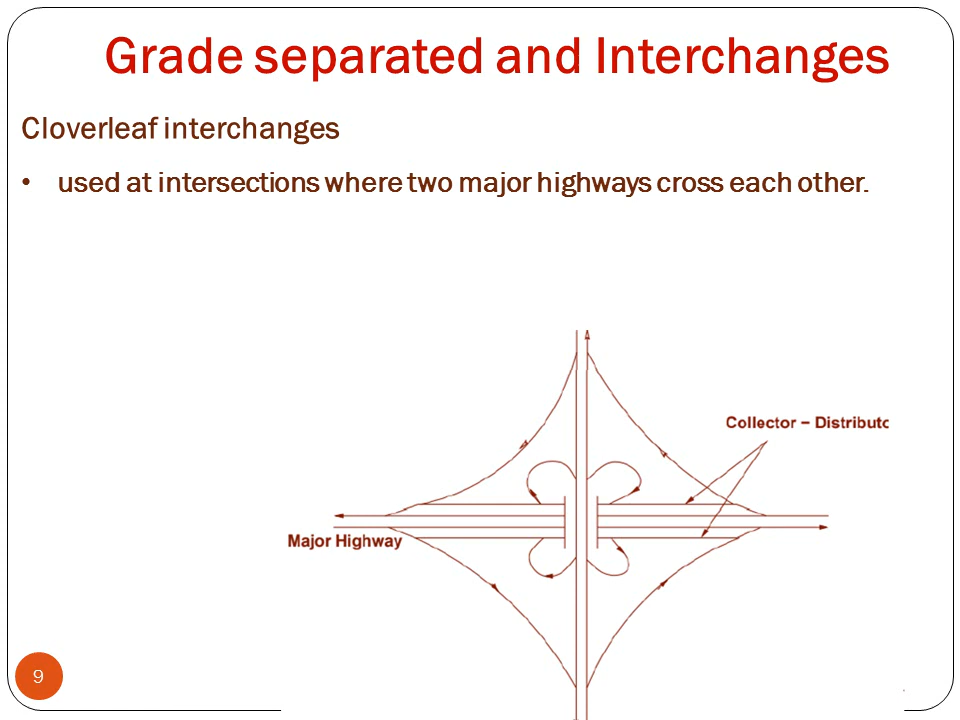 Grade separated and Interchanges
Cloverleaf interchanges
• used at intersections where two major highways cross each other.
Collector – Distributo
Major Highway
9